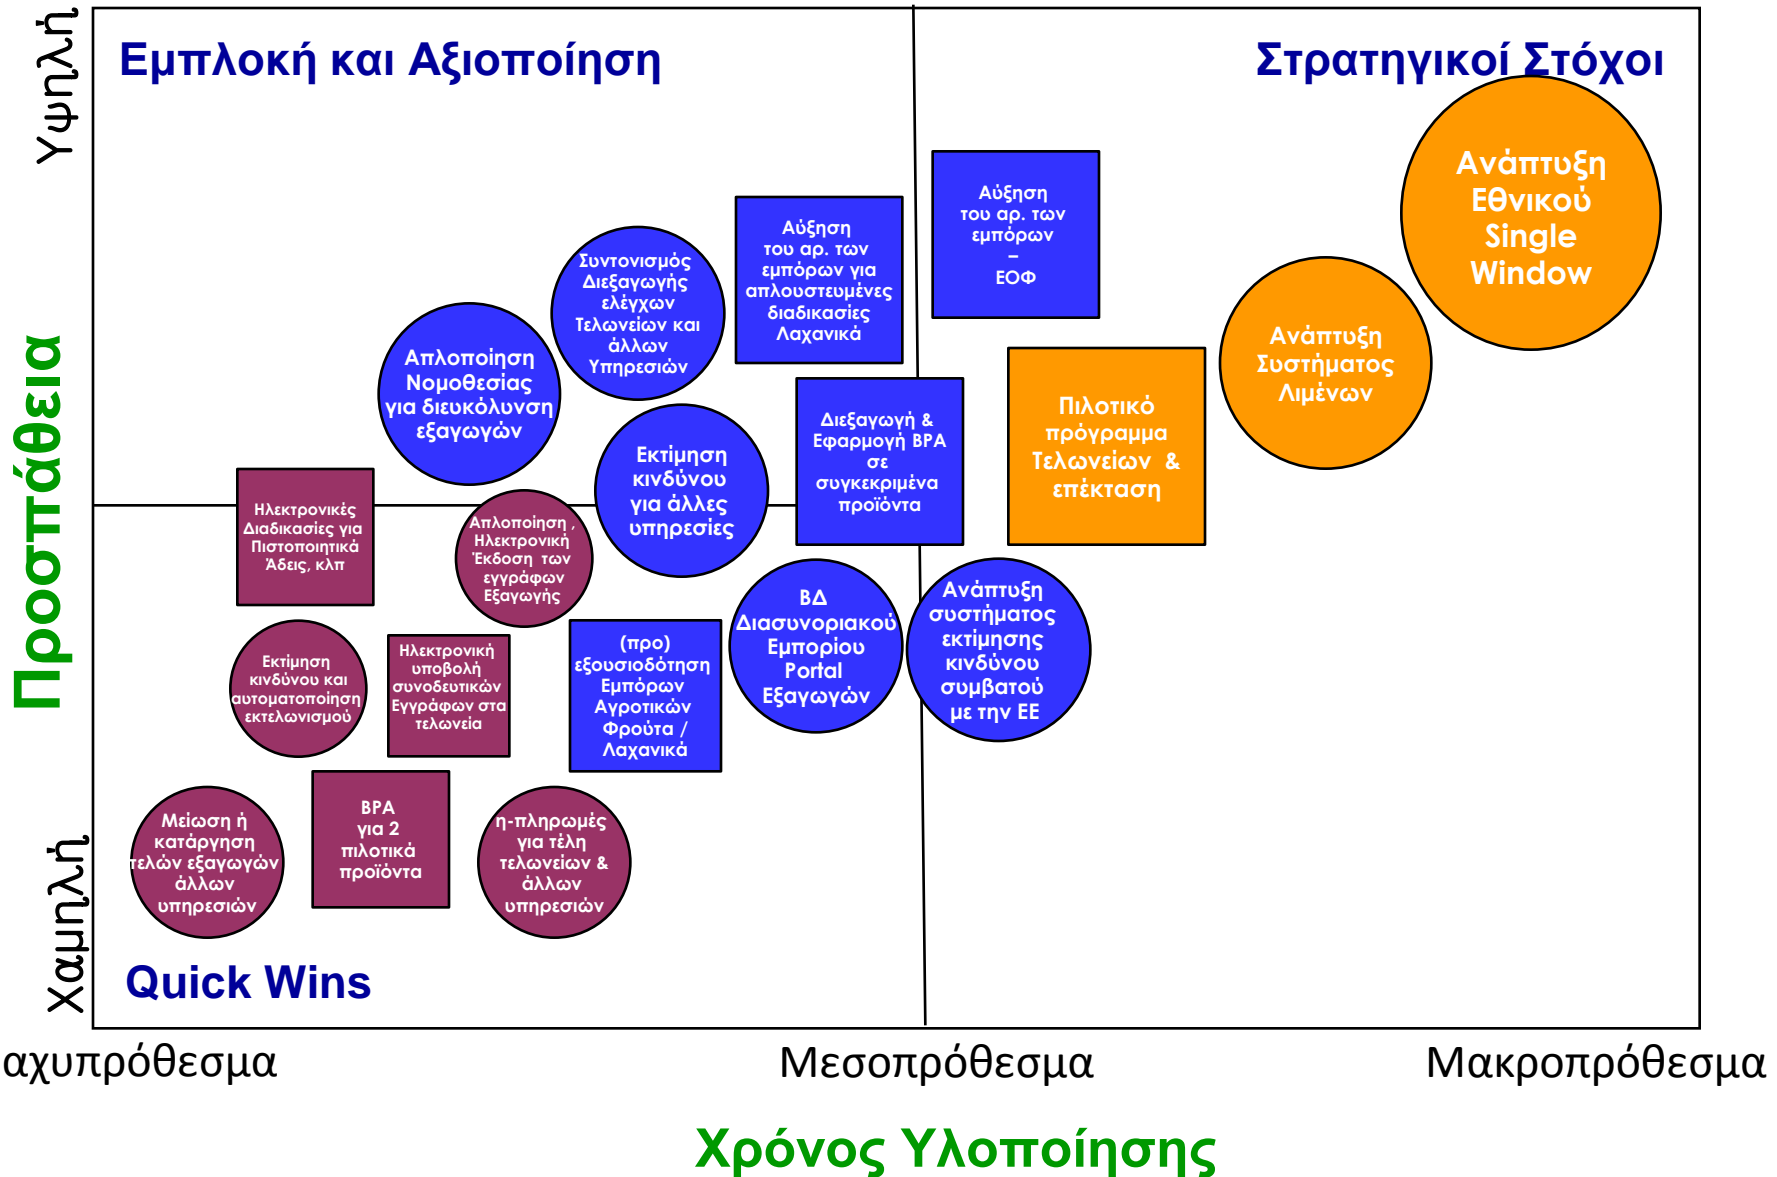 Υψηλή
Προσπάθεια
Χαμηλή
Εμπλοκή και Αξιοποίηση
Στρατηγικοί Στόχοι
Ανάπτυξη
Εθνικού
Single
Window
Αύξηση
του αρ. των
εμπόρων
–
ΕΟΦ
Αύξηση
του αρ. των
εμπόρων για
απλουστευμένες
διαδικασίες
Λαχανικά
Συντονισμός
Διεξαγωγής
ελέγχων
Τελωνείων και
άλλων
Υπηρεσιών
Ανάπτυξη
Συστήματος
Λιμένων
Απλοποίηση
Νομοθεσίας
για διευκόλυνση
εξαγωγών
Πιλοτικό
πρόγραμμα
Τελωνείων &
επέκταση
Διεξαγωγή &
Εφαρμογή BPA
σε
συγκεκριμένα
προϊόντα
Εκτίμηση
κινδύνου
για άλλες
υπηρεσίες
Ηλεκτρονικές
Διαδικασίες για
Πιστοποιητικά
Άδεις, κλπ
Απλοποίηση ,
Ηλεκτρονική
Έκδοση των
εγγράφων
Εξαγωγής
ΒΔ
Διασυνοριακού
Εμπορίου
Portal
Εξαγωγών
Ανάπτυξη
συστήματος
εκτίμησης
κινδύνου
συμβατού
με την ΕΕ
Εκτίμηση
κινδύνου και
αυτοματοποίηση
εκτελωνισμού
Ηλεκτρονική
υποβολή
συνοδευτικών
Εγγράφων στα
τελωνεία
(προ)
εξουσιοδότηση
Εμπόρων
Αγροτικών
Φρούτα /
Λαχανικά
Μείωση ή
κατάργηση
τελών εξαγωγών
άλλων
υπηρεσιών
BPA
για 2
πιλοτικά
προϊόντα
η-πληρωμές
για τέλη
τελωνείων &
άλλων
υπηρεσιών
Quick Wins
αχυπρόθεσμα
Μεσοπρόθεσμα
Μακροπρόθεσμα
Χρόνος Υλοποίησης